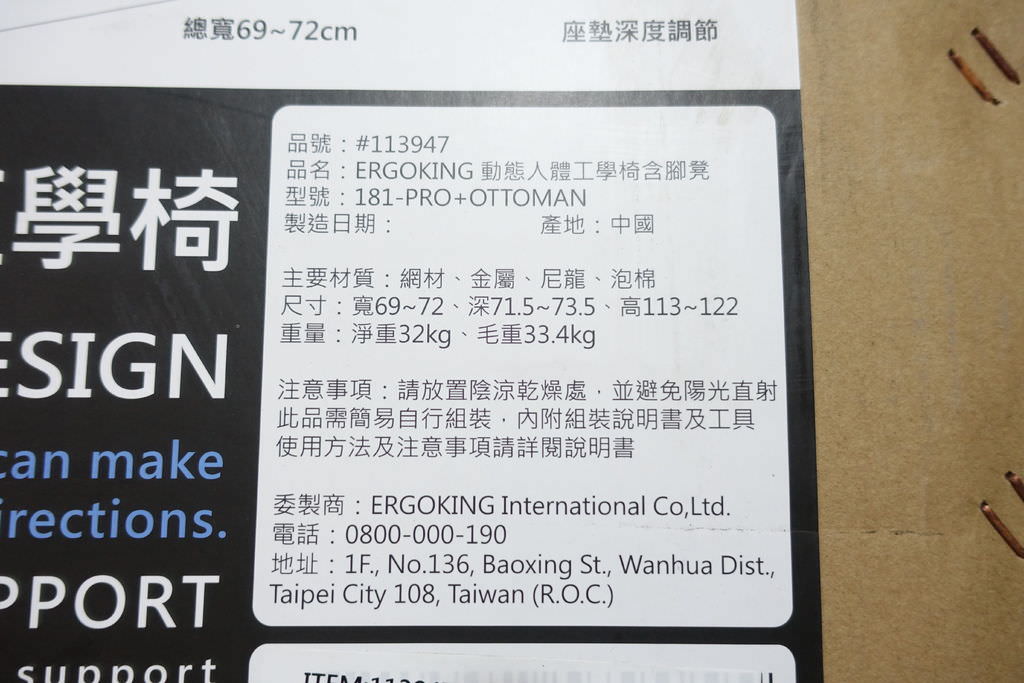 總寬69~72cm
座墊深度調節
學椅
ESIGN
can make
irections.
PPORT
support
品號：#113947
品名：ERGOKING 動態人體工學椅含腳凳
型號：181-PRO+OTTOMAN
製造日期：　　產地：中國
主要材質：網材、金屬、尼龍、泡棉
尺寸：寬69~72、深71.5~73.5、高113~122
重量：淨重32kg、毛重33.4kg
注意事項：請放置陰涼乾燥處，並避免陽光直射
此品需簡易自行組裝，內附組裝說明書及工具
使用方法及注意事項請詳閱說明書
委製商：ERGOKING International Co,Ltd.
電話：0800-000-190
地址：1F., No.136, Baoxing St., Wanhua Dist.,
Taipei City 108, Taiwan (R.O.C.)